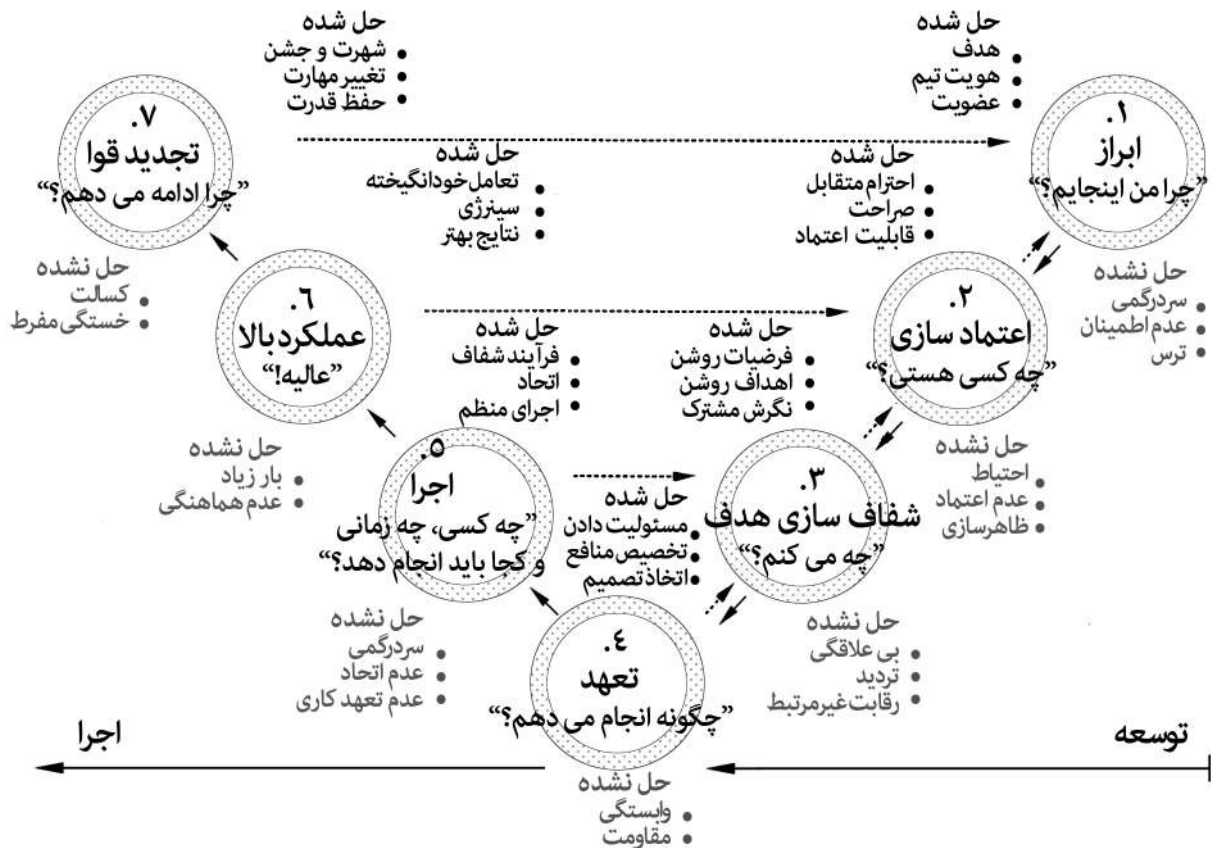 ۱.
ابراز
”چرا من اینجایم؟“
حل شده
• هدف
• هویت تیم
• عضویت
حل نشده
• سردرگمی
• عدم اطمینان
• ترس
۲.
اعتماد سازی
”چه کسی هستی؟“
حل شده
• احترام متقابل
• صراحت
• قابلیت اعتماد
حل نشده
• احتیاط
• عدم اعتماد
• ظاهرسازی
۳.
شفاف سازی هدف
”چه می کنم؟“
حل شده
• فرضیات روشن
• اهداف روشن
• نگرش مشترک
حل نشده
• بی علاقگی
• تردید
• رقابت غیرمرتبط
٤.
تعهد
”چگونه انجام می دهم؟“
حل شده
• مسئولیت دادن
• تخصیص منافع
• اتخاذ تصمیم
حل نشده
• وابستگی
• مقاومت
٥.
اجرا
”چه کسی، چه زمانی
و کجا باید انجام دهد؟“
حل شده
• فرآیند شفاف
• اتحاد
• اجرای منظم
حل نشده
• سردرگمی
• عدم اتحاد
• عدم تعهد کاری
٦.
عملکرد بالا
”عالیه!“
حل شده
• تعامل خودانگیخته
• سینرژی
• نتایج بهتر
حل نشده
• بار زیاد
• عدم هماهنگی
۷.
تجدید قوا
”چرا ادامه می دهم؟“
حل شده
• شهرت و جشن
• تغییر مهارت
• حفظ قدرت
حل نشده
• کسالت
• خستگی مفرط
توسعه
اجرا